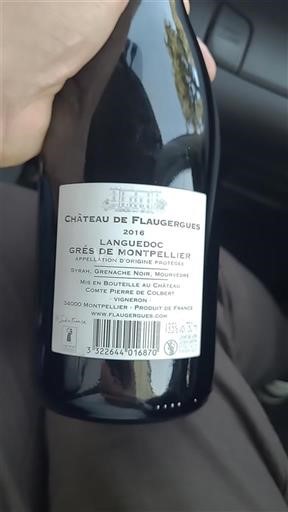 CHÂTEAU DE FLAUGERGUES
2016
LANGUEDOC
GRÉS DE MONTPELLIER
APPELLATION D'ORIGINE PROTÉGÉE
SYRAH, GRENACHE NOIR, MOURVÈDRE
MIS EN BOUTEILLE AU CHÂTEAU
COMTE PIERRE DE COLBERT
- VIGNERON -
34000 MONTPELLIER - PRODUIT DE FRANCE
WWW.FLAUGERGUES.COM
3 322644 016870